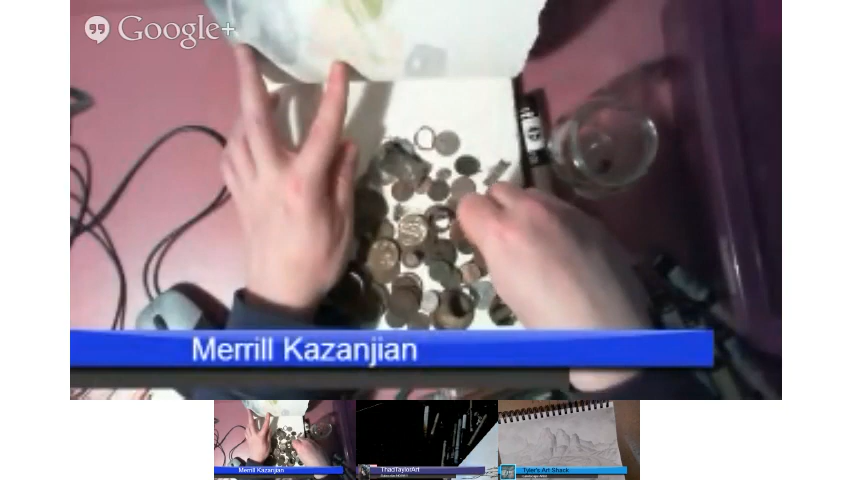 Google+
Merrill Kazanjian
Merrill Kazanjian
ThadTaylorArt
Tyler's Art Shack